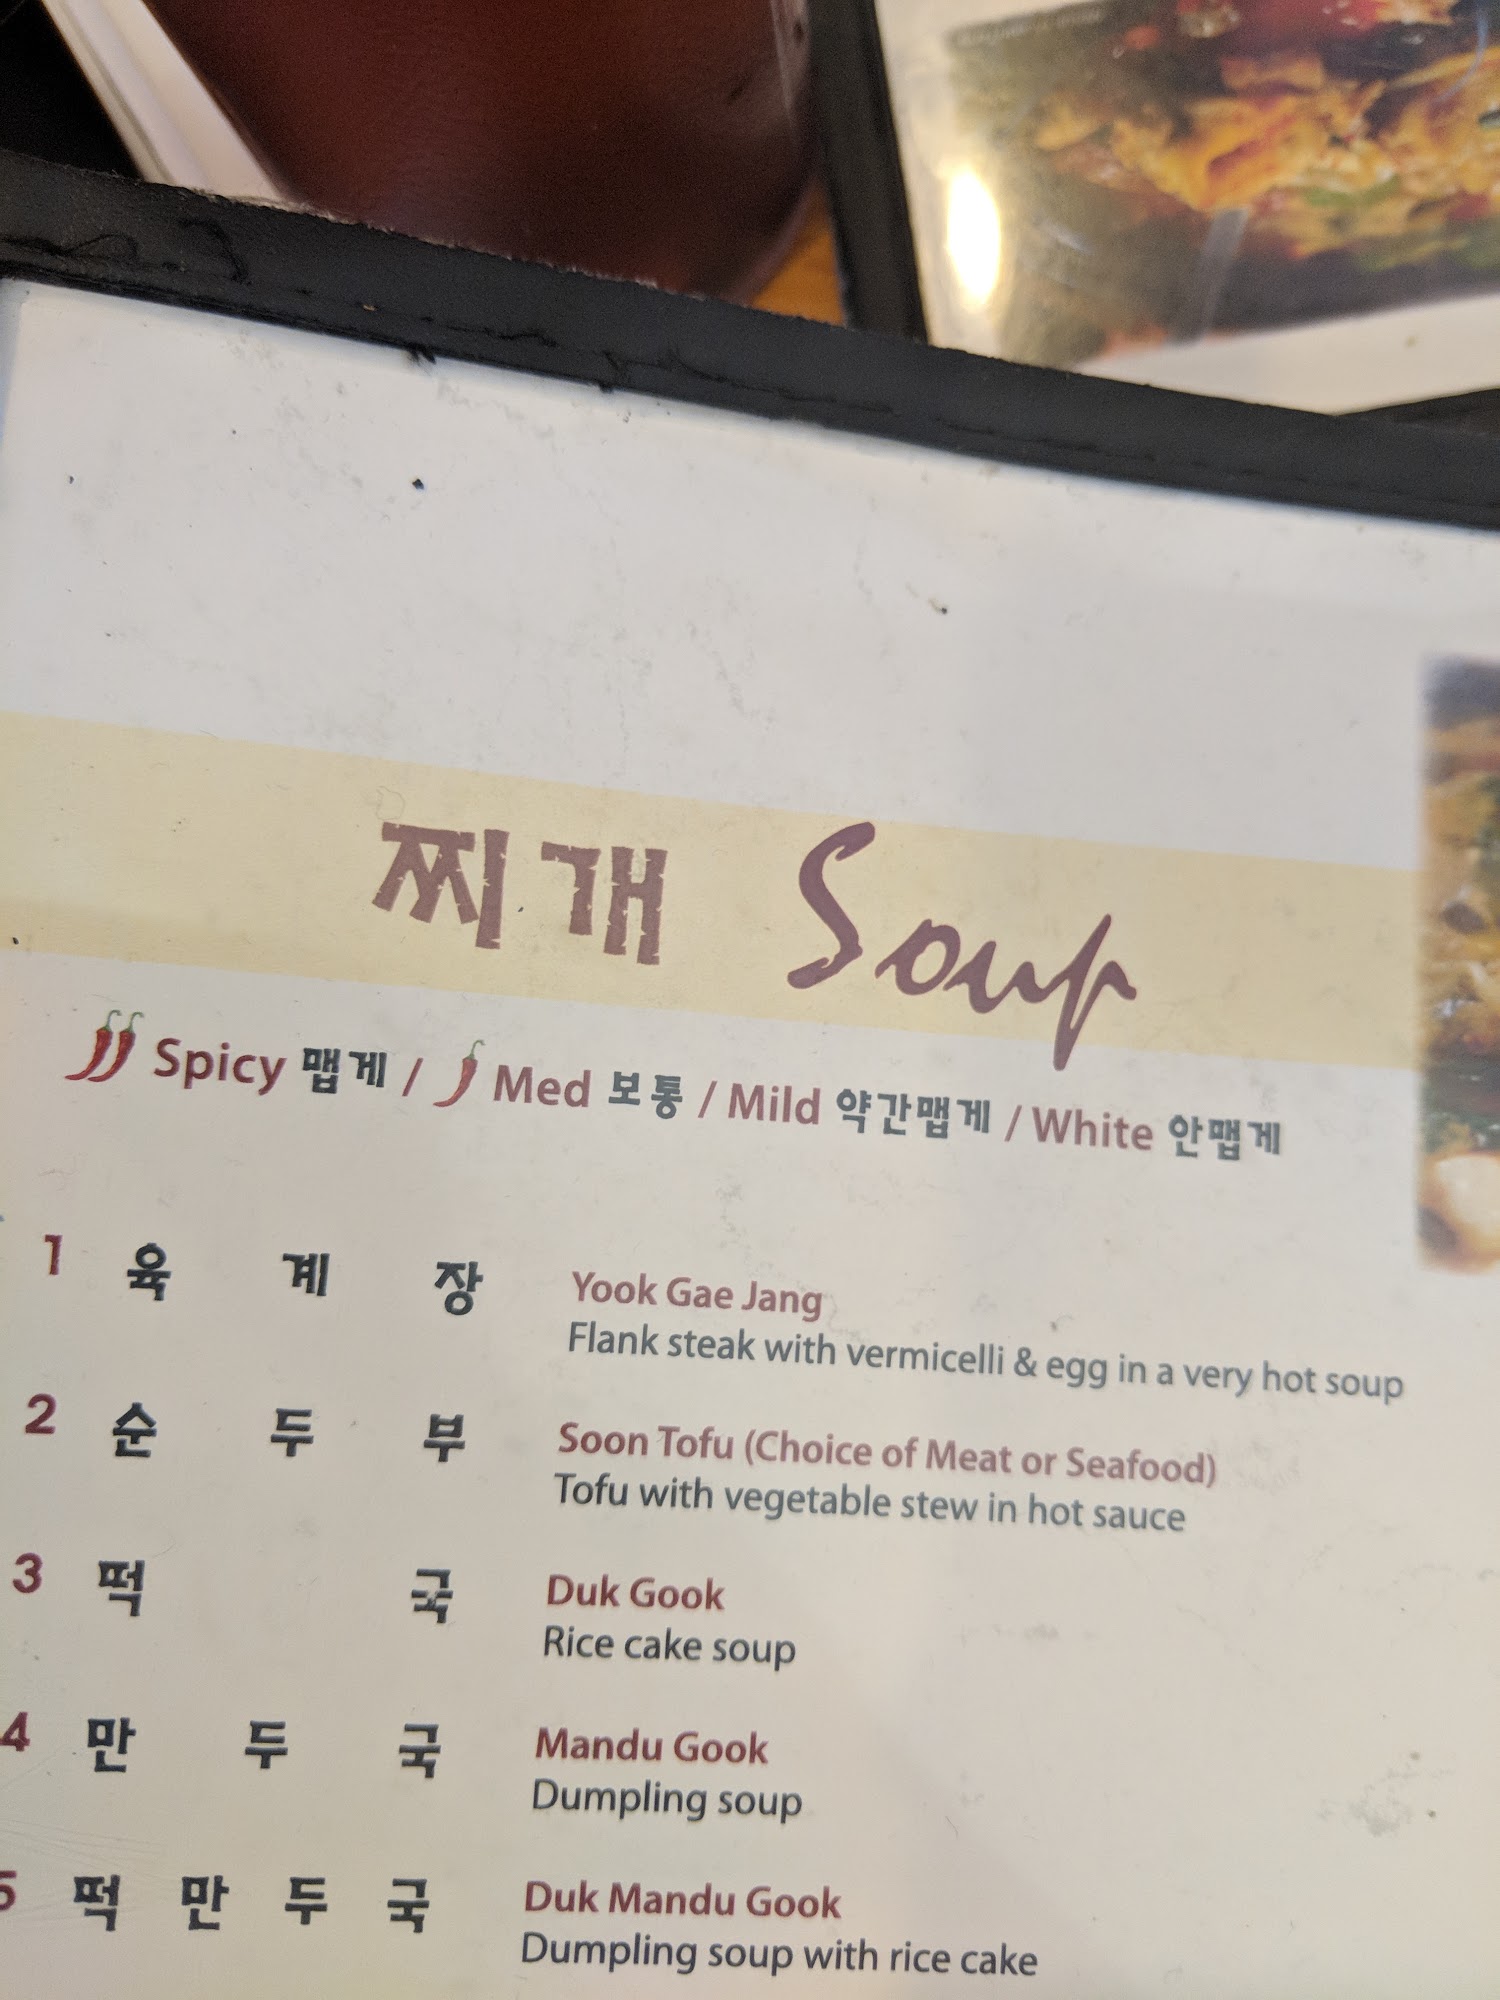 찌개 Soup
Spicy 맵게 / Med 보통 / Mild 약간맵게 / White 안맵게
1 육 계 장 Yook Gae Jang
Flank steak with vermicelli & egg in a very hot soup
2 순 두 부 Soon Tofu (Choice of Meat or Seafood)
Tofu with vegetable stew in hot sauce
3 떡 국 Duk Gook
Rice cake soup
4 만 두 국 Mandu Gook
Dumpling soup
5 떡 만 두 국 Duk Mandu Gook
Dumpling soup with rice cake